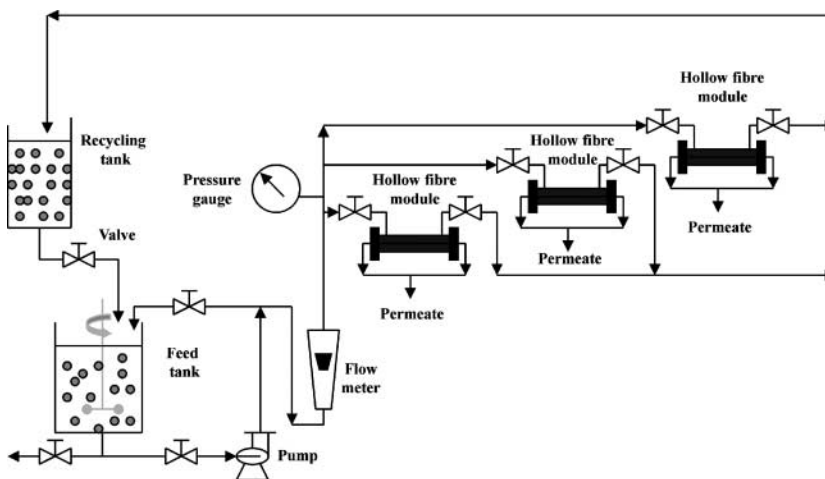 Hollow fibre
module
Recycling
tank
Hollow fibre
module
Pressure
gauge
Hollow fibre
module
Permeate
Valve
Permeate
Permeate
Feed
tank
Flow
meter
Pump